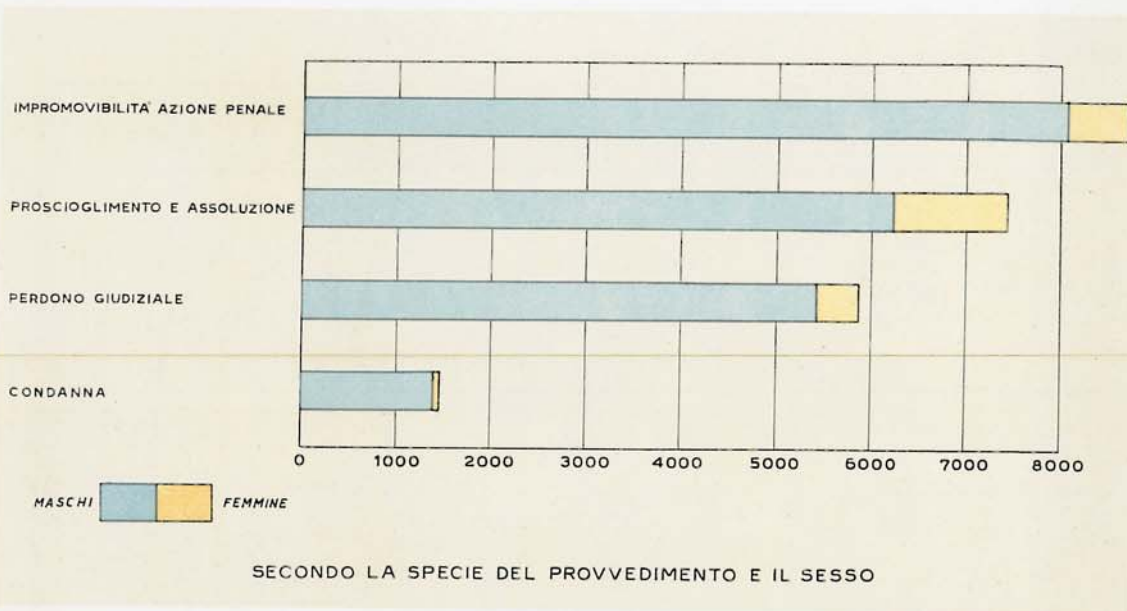 IMPROMOVIBILITÀ AZIONE PENALE
PROSCIOGLIMENTO E ASSOLUZIONE
PERDONO GIUDIZIALE
CONDANNA
0 1000 2000 3000 4000 5000 6000 7000 8000
MASCHI FEMMINE
SECONDO LA SPECIE DEL PROVVEDIMENTO E IL SESSO